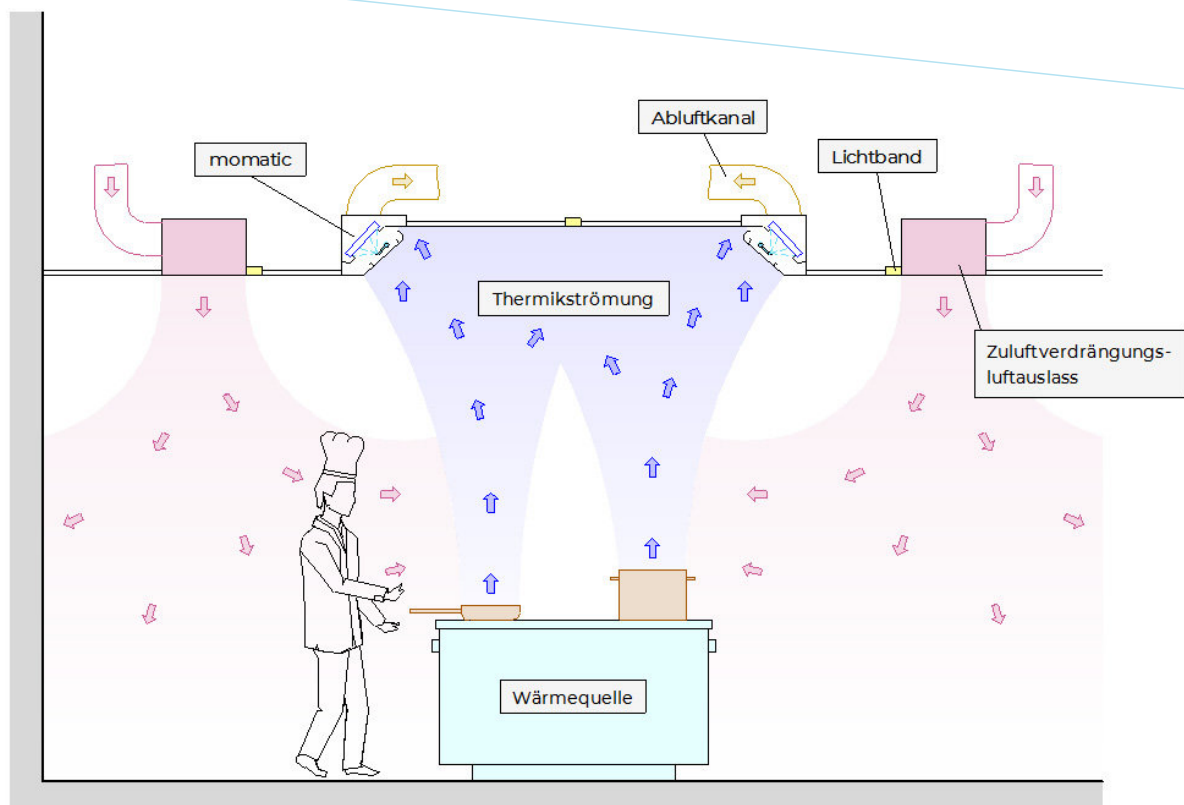 Abluftkanal
momatic
Lichtband
Thermikströmung
Zuluftverdrängungs-
luftauslass
Wärmequelle